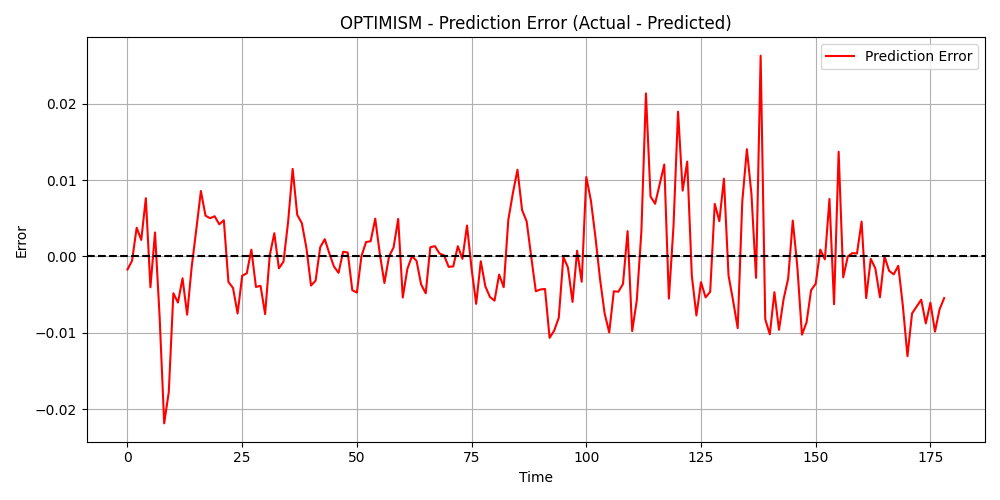 OPTIMISM - Prediction Error (Actual - Predicted)
Prediction Error
0.02
0.01
0.00
−0.01
−0.02
Error
0 25 50 75 100 125 150 175
Time